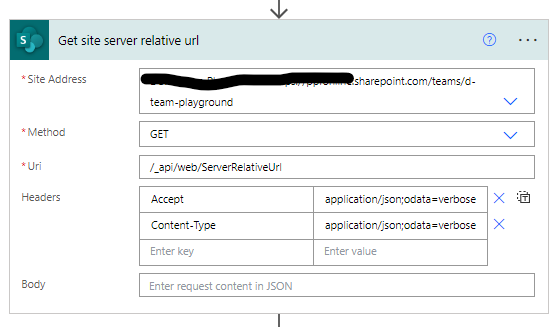 Get site server relative url
* Site Address
.sharepoint.com/teams/d-
team-playground
* Method
GET
* Uri
/_api/web/ServerRelativeUrl
Headers
Accept
application/json;odata=verbose
Content-Type
application/json;odata=verbose
Enter key
Enter value
Body
Enter request content in JSON